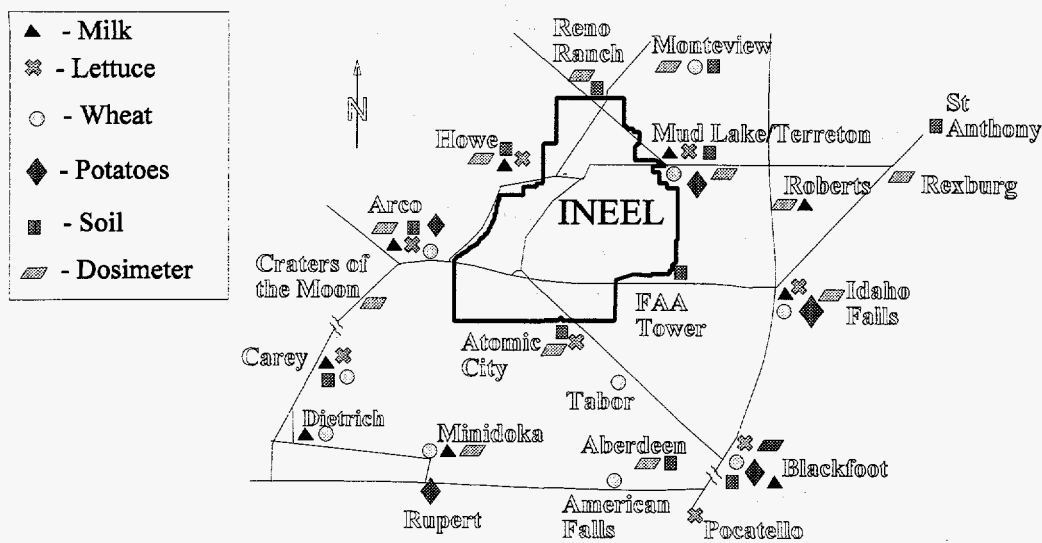 - Milk
- Lettuce
- Wheat
- Potatoes
- Soil
- Dosimeter
N
Reno
Ranch
Monteview
St
Anthony
Howe
Mud Lake/Terreton
Roberts
Rexburg
Arco
INEEL
Craters of
the Moon
FAA
Tower
Idaho
Falls
Carey
Atomic
City
Tabor
Dietrich
Minidoka
Aberdeen
Blackfoot
Rupert
American
Falls
Pocatello